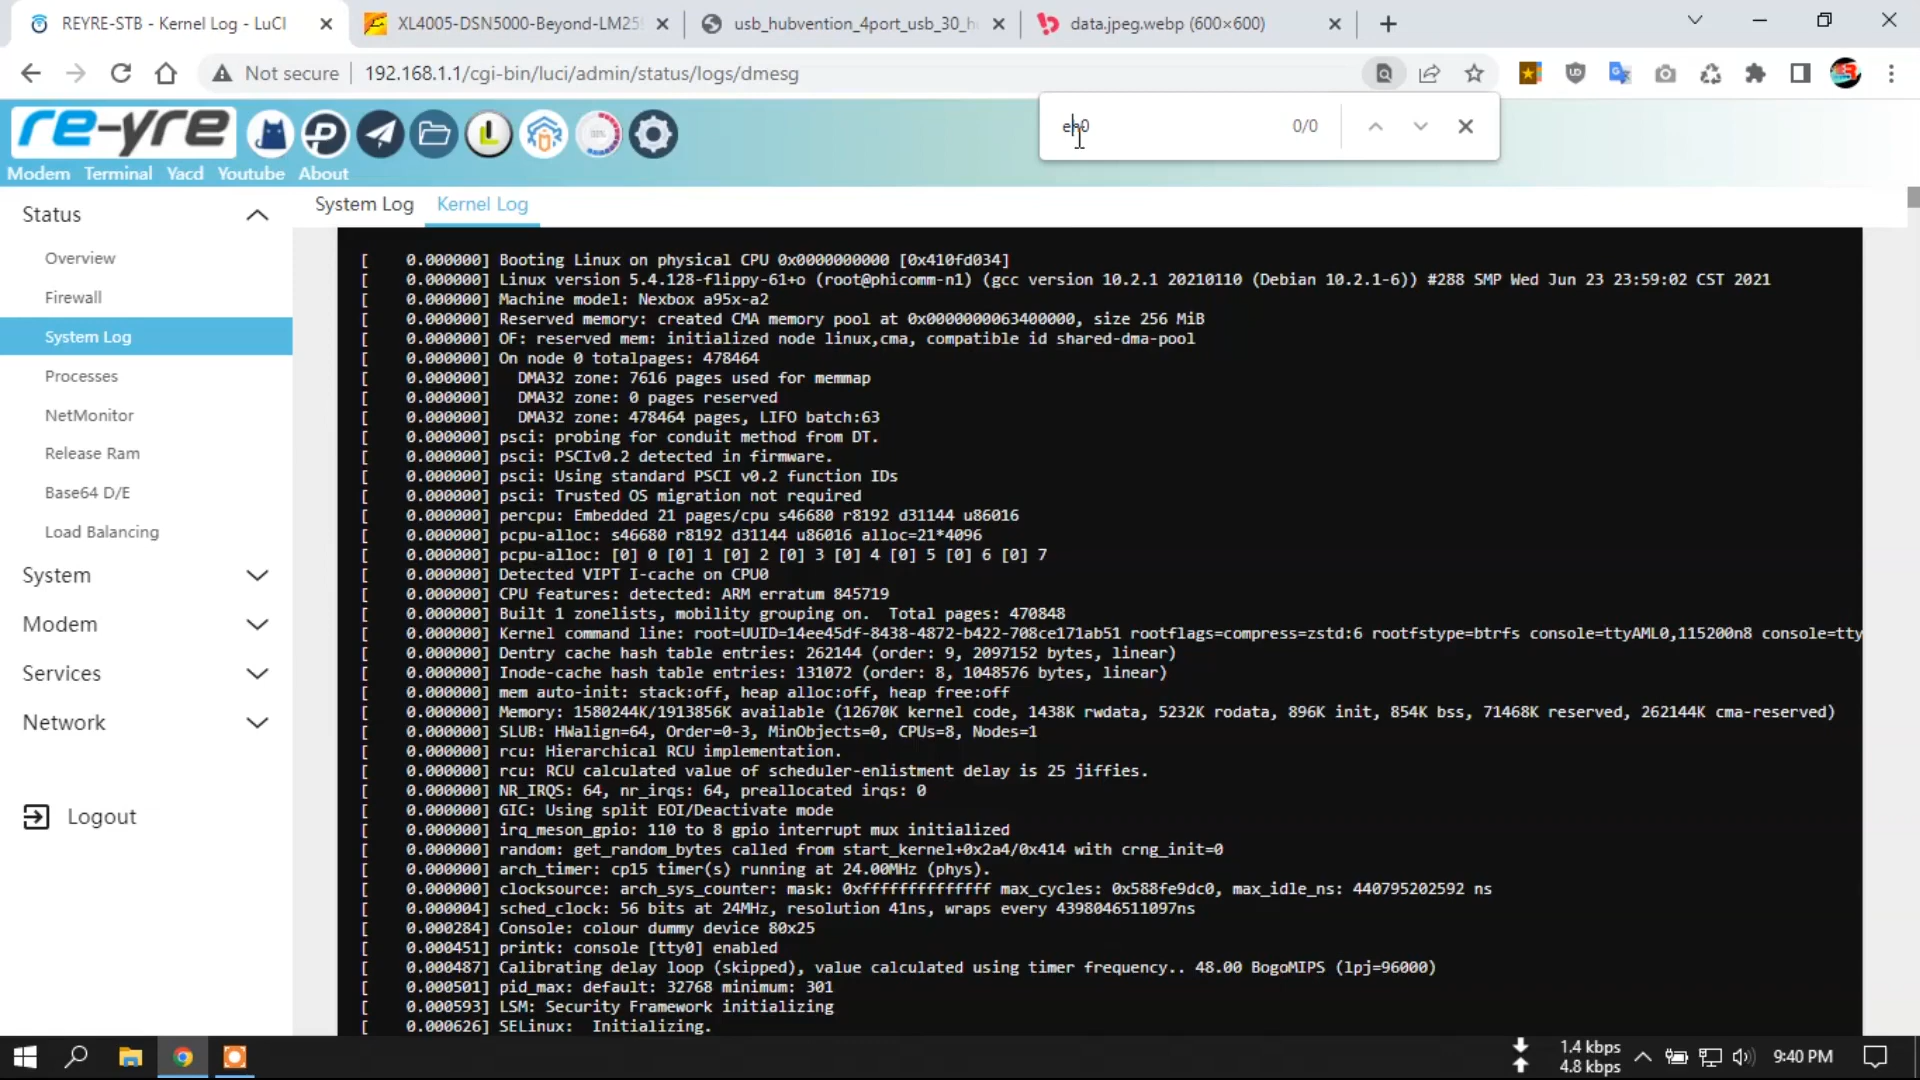 REYRE-STB - Kernel Log - LuCI
XL4005-DSN5000-Beyond-LM25
usb_hubvention_4port_usb_30_h
data.jpeg.webp (600×600)
Not secure
192.168.1.1/cgi-bin/luci/admin/status/logs/dmesg
eh0
0/0
re-yre
Modem
Terminal
Yacd
Youtube
About
Status
Overview
Firewall
System Log
Processes
NetMonitor
Release Ram
Base64 D/E
Load Balancing
System
Modem
Services
Network
Logout
System Log
Kernel Log
[    0.000000] Booting Linux on physical CPU 0x0000000000 [0x410fd034]
[    0.000000] Linux version 5.4.128-flippy-61+o (root@phicomm-n1) (gcc version 10.2.1 20210110 (Debian 10.2.1-6)) #288 SMP Wed Jun 23 23:59:02 CST 2021
[    0.000000] Machine model: Nexbox a95x-a2
[    0.000000] Reserved memory: created CMA memory pool at 0x0000000063400000, size 256 MiB
[    0.000000] OF: reserved mem: initialized node linux,cma, compatible id shared-dma-pool
[    0.000000] On node 0 totalpages: 478464
[    0.000000]   DMA32 zone: 7616 pages used for memmap
[    0.000000]   DMA32 zone: 0 pages reserved
[    0.000000]   DMA32 zone: 478464 pages, LIFO batch:63
[    0.000000] psci: probing for conduit method from DT.
[    0.000000] psci: PSCIv0.2 detected in firmware.
[    0.000000] psci: Using standard PSCI v0.2 function IDs
[    0.000000] psci: Trusted OS migration not required
[    0.000000] percpu: Embedded 21 pages/cpu s46680 r8192 d31144 u86016
[    0.000000] pcpu-alloc: s46680 r8192 d31144 u86016 alloc=21*4096
[    0.000000] pcpu-alloc: [0] 0 [0] 1 [0] 2 [0] 3 [0] 4 [0] 5 [0] 6 [0] 7
[    0.000000] Detected VIPT I-cache on CPU0
[    0.000000] CPU features: detected: ARM erratum 845719
[    0.000000] Built 1 zonelists, mobility grouping on.  Total pages: 470848
[    0.000000] Kernel command line: root=UUID=14ee45df-8438-4872-b422-708ce171ab51 rootflags=compress=zstd:6 rootfstype=btrfs console=ttyAML0,115200n8 console=tty
[    0.000000] Dentry cache hash table entries: 262144 (order: 9, 2097152 bytes, linear)
[    0.000000] Inode-cache hash table entries: 131072 (order: 8, 1048576 bytes, linear)
[    0.000000] mem auto-init: stack:off, heap alloc:off, heap free:off
[    0.000000] Memory: 1580244K/1913856K available (12670K kernel code, 1438K rwdata, 5232K rodata, 896K init, 854K bss, 71468K reserved, 262144K cma-reserved)
[    0.000000] SLUB: HWalign=64, Order=0-3, MinObjects=0, CPUs=8, Nodes=1
[    0.000000] rcu: Hierarchical RCU implementation.
[    0.000000] rcu: RCU calculated value of scheduler-enlistment delay is 25 jiffies.
[    0.000000] NR_IRQS: 64, nr_irqs: 64, preallocated irqs: 0
[    0.000000] GIC: Using split EOI/Deactivate mode
[    0.000000] irq_meson_gpio: 110 to 8 gpio interrupt mux initialized
[    0.000000] random: get_random_bytes called from start_kernel+0x2a4/0x414 with crng_init=0
[    0.000000] arch_timer: cp15 timer(s) running at 24.00MHz (phys).
[    0.000000] clocksource: arch_sys_counter: mask: 0xffffffffffffff max_cycles: 0x588fe9dc0, max_idle_ns: 440795202592 ns
[    0.000004] sched_clock: 56 bits at 24MHz, resolution 41ns, wraps every 4398046511097ns
[    0.000284] Console: colour dummy device 80x25
[    0.000451] printk: console [tty0] enabled
[    0.000487] Calibrating delay loop (skipped), value calculated using timer frequency.. 48.00 BogoMIPS (lpj=96000)
[    0.000501] pid_max: default: 32768 minimum: 301
[    0.000593] LSM: Security Framework initializing
[    0.000626] SELinux:  Initializing.
1.4 kbps
4.8 kbps
9:40 PM